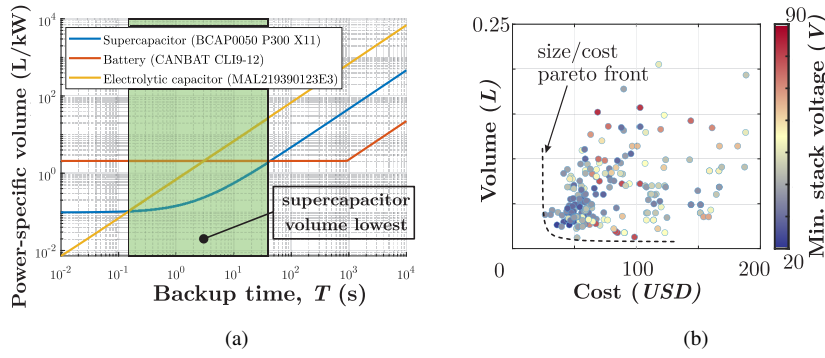 Power-specific volume (L/kW)
10^6
10^4
10^2
10^0
10^-2
Supercapacitor (BCAP0050 P300 X11)
Battery (CANBAT CLI9-12)
Electrolytic capacitor (MAL219390123E3)
supercapacitor
volume lowest
10^-2
10^-1
10^0
10^1
10^2
10^3
10^4
Backup time, T (s)
(a)
Volume (L)
0.25
size/cost
pareto front
0
100
200
Cost (USD)
90
20
Min. stack voltage (V)
(b)